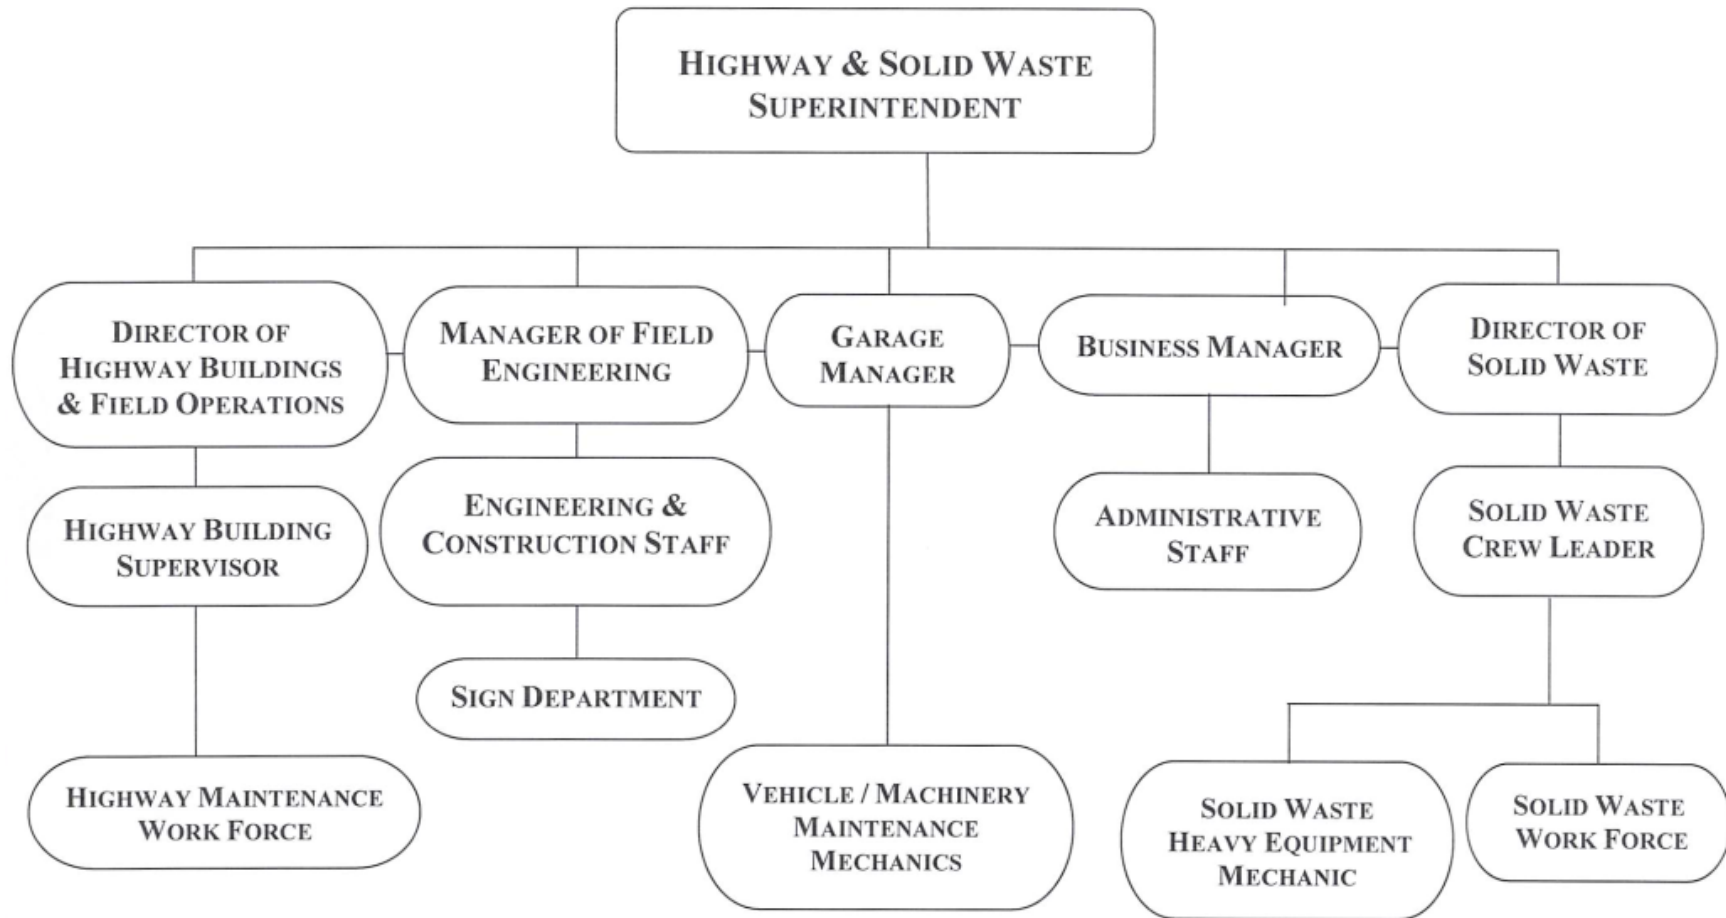 HIGHWAY & SOLID WASTE
SUPERINTENDENT
DIRECTOR OF
HIGHWAY BUILDINGS
& FIELD OPERATIONS
MANAGER OF FIELD
ENGINEERING
GARAGE
MANAGER
BUSINESS MANAGER
DIRECTOR OF
SOLID WASTE
HIGHWAY BUILDING
SUPERVISOR
ENGINEERING &
CONSTRUCTION STAFF
ADMINISTRATIVE
STAFF
SOLID WASTE
CREW LEADER
SIGN DEPARTMENT
HIGHWAY MAINTENANCE
WORK FORCE
VEHICLE / MACHINERY
MAINTENANCE
MECHANICS
SOLID WASTE
HEAVY EQUIPMENT
MECHANIC
SOLID WASTE
WORK FORCE